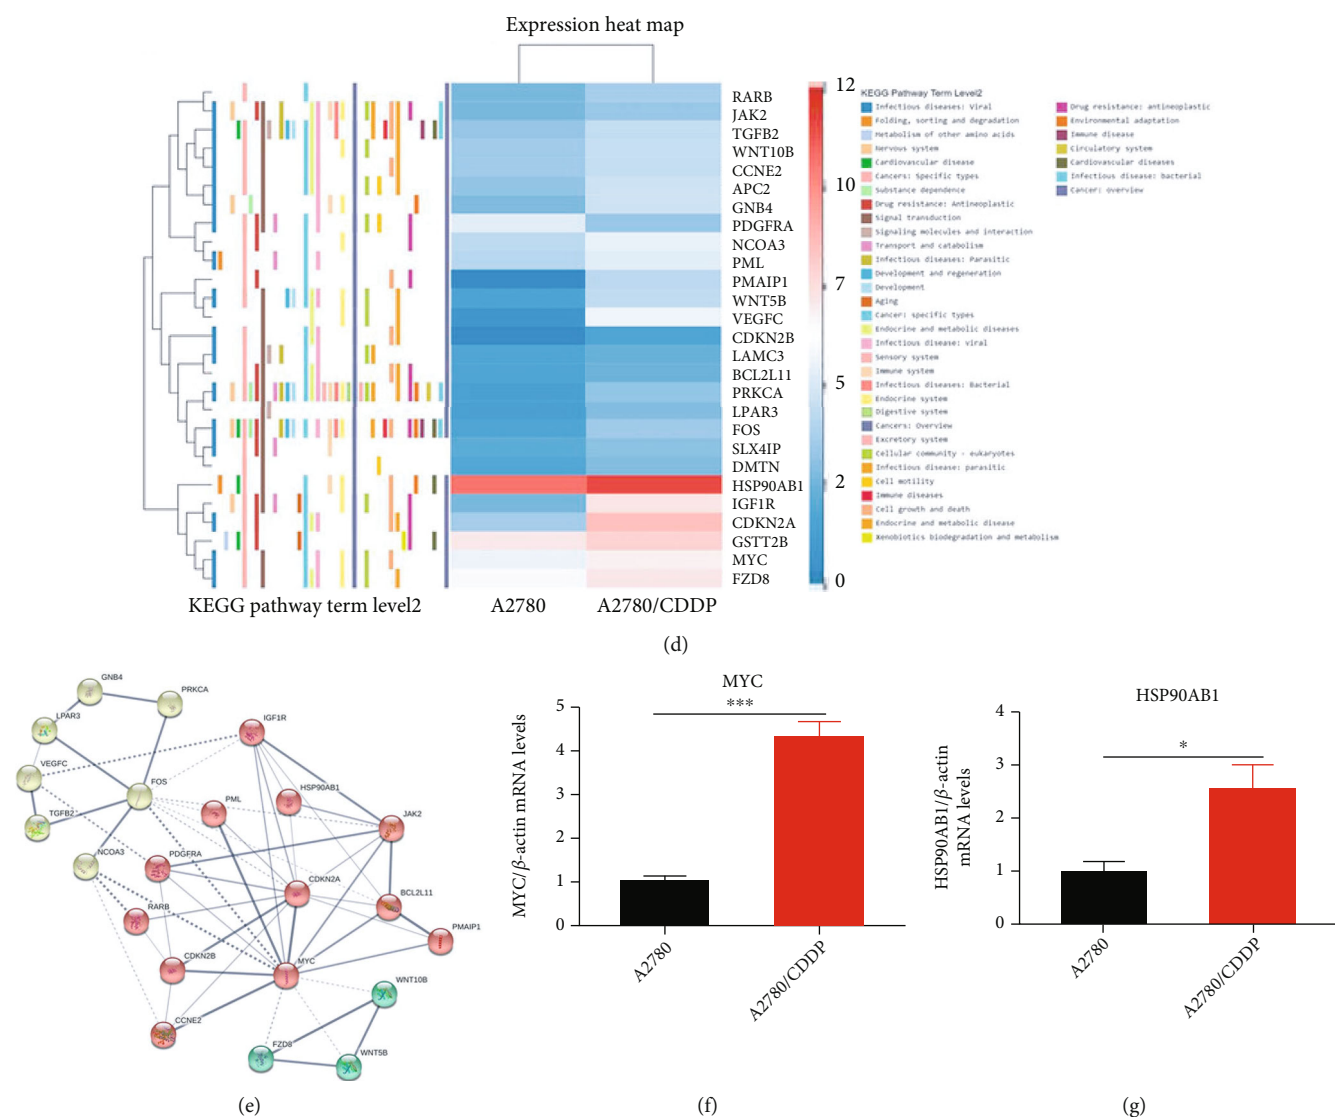 Expression heat map
RARB
JAK2
TGFB2
WNT10B
CCNE2
APC2
GNB4
PDGFRA
NCOA3
PML
PMAIP1
WNT5B
VEGFC
CDKN2B
LAMC3
BCL2L11
PRKCA
LPAR3
FOS
SLX4IP
DMTN
HSP90AB1
IGF1R
CDKN2A
GSTT2B
MYC
FZD8
12
10
7
5
2
0
KEGG Pathway Term Level2
Infectious diseases: Viral
Folding, sorting and degradation
Metabolism of other amino acids
Nervous system
Cardiovascular disease
Cancers: Specific types
Substance dependence
Drug resistance: Antineoplastic
Signal transduction
Signaling molecules and interaction
Transport and catabolism
Infectious diseases: Parasitic
Development and regeneration
Development
Aging
Cancer: specific types
Endocrine and metabolic diseases
Infectious disease: viral
Sensory system
Immune system
Infectious diseases: Bacterial
Endocrine system
Digestive system
Cancers: Overview
Excretory system
Cellular community - eukaryotes
Infectious disease: parasitic
Cell motility
Immune diseases
Cell growth and death
Endocrine and metabolic disease
Xenobiotics biodegradation and metabolism
Drug resistance: antineoplastic
Environmental adaptation
Immune disease
Circulatory system
Cardiovascular diseases
Infectious disease: bacterial
Cancer: overview
KEGG pathway term level2
A2780
A2780/CDDP
(d)
GNB4
PRKCA
LPAR3
IGF1R
VEGFC
FOS
HSP90AB1
PML
TGFB2
JAK2
NCOA3
PDGFRA
CDKN2A
BCL2L11
RARB
PMAIP1
CDKN2B
MYC
WNT10B
CCNE2
FZD8
WNT5B
(e)
MYC
***
MYC/β-actin mRNA levels
5
4
3
2
1
0
A2780
A2780/CDDP
(f)
HSP90AB1
*
HSP90AB1/β-actin
mRNA levels
4
3
2
1
0
A2780
A2780/CDDP
(g)